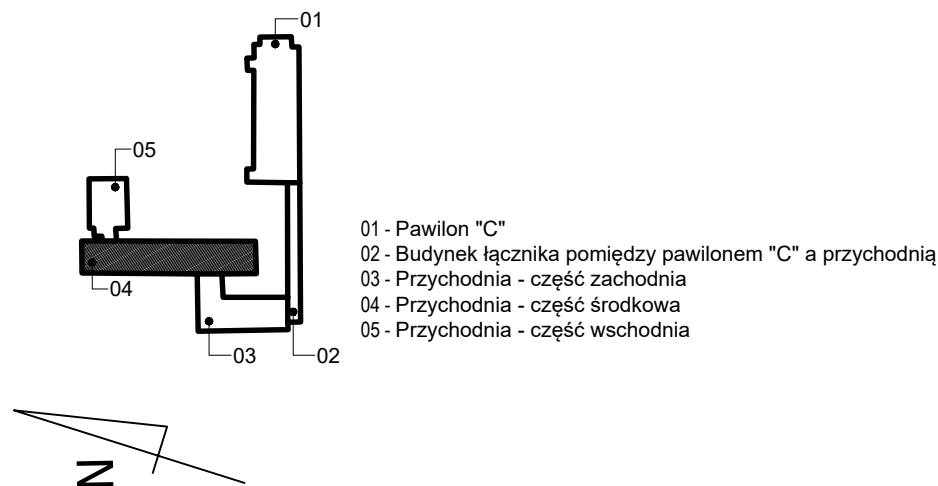 01
05
01 - Pawilon "C"
02 - Budynek łącznika pomiędzy pawilonem "C" a przychodnią
03 - Przychodnia - część zachodnia
04 - Przychodnia - część środkowa
05 - Przychodnia - część wschodnia
04
03
02
N